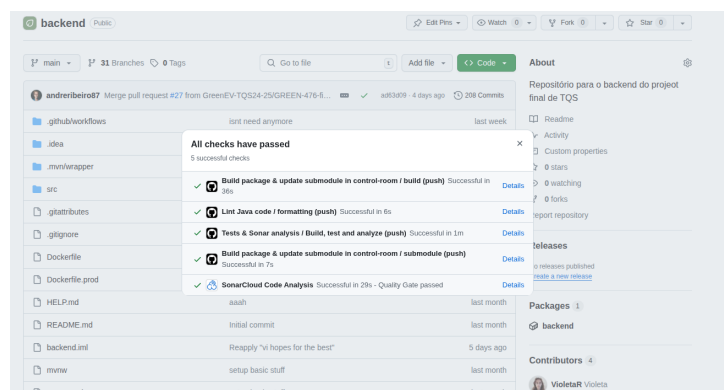 backend Public
Edit Pins Watch 0 Fork 0 Star 0
main 31 Branches 0 Tags
Go to file t
Add file Code
About
Repositório para o backend do projeot
final de TQS
andreribeiro87 Merge pull request #27 from GreenEV-TQS24-25/GREEN-476-fi... ad63d09 · 4 days ago 208 Commits
Readme
Activity
Custom properties
0 stars
0 watching
0 forks
eport repository
.github/workflows isnt need anymore last week
.idea
.mvn/wrapper
src
.gitattributes
.gitignore
Dockerfile
Dockerfile.prod
HELP.md aaah last month
README.md Initial commit last month
backend.iml Reapply "vi hopes for the best" 5 days ago
mvnw setup basic stuff last month
All checks have passed
5 successful checks
Build package & update submodule in control-room / build (push) Successful in
36s
Details
Lint Java code / formatting (push) Successful in 6s Details
Tests & Sonar analysis / Build, test and analyze (push) Successful in 1m Details
Build package & update submodule in control-room / submodule (push)
Successful in 7s
Details
SonarCloud Code Analysis Successful in 29s - Quality Gate passed Details
eleases
o releases published
reate a new release
Packages 1
backend
Contributors 4
VioletaR Violeta